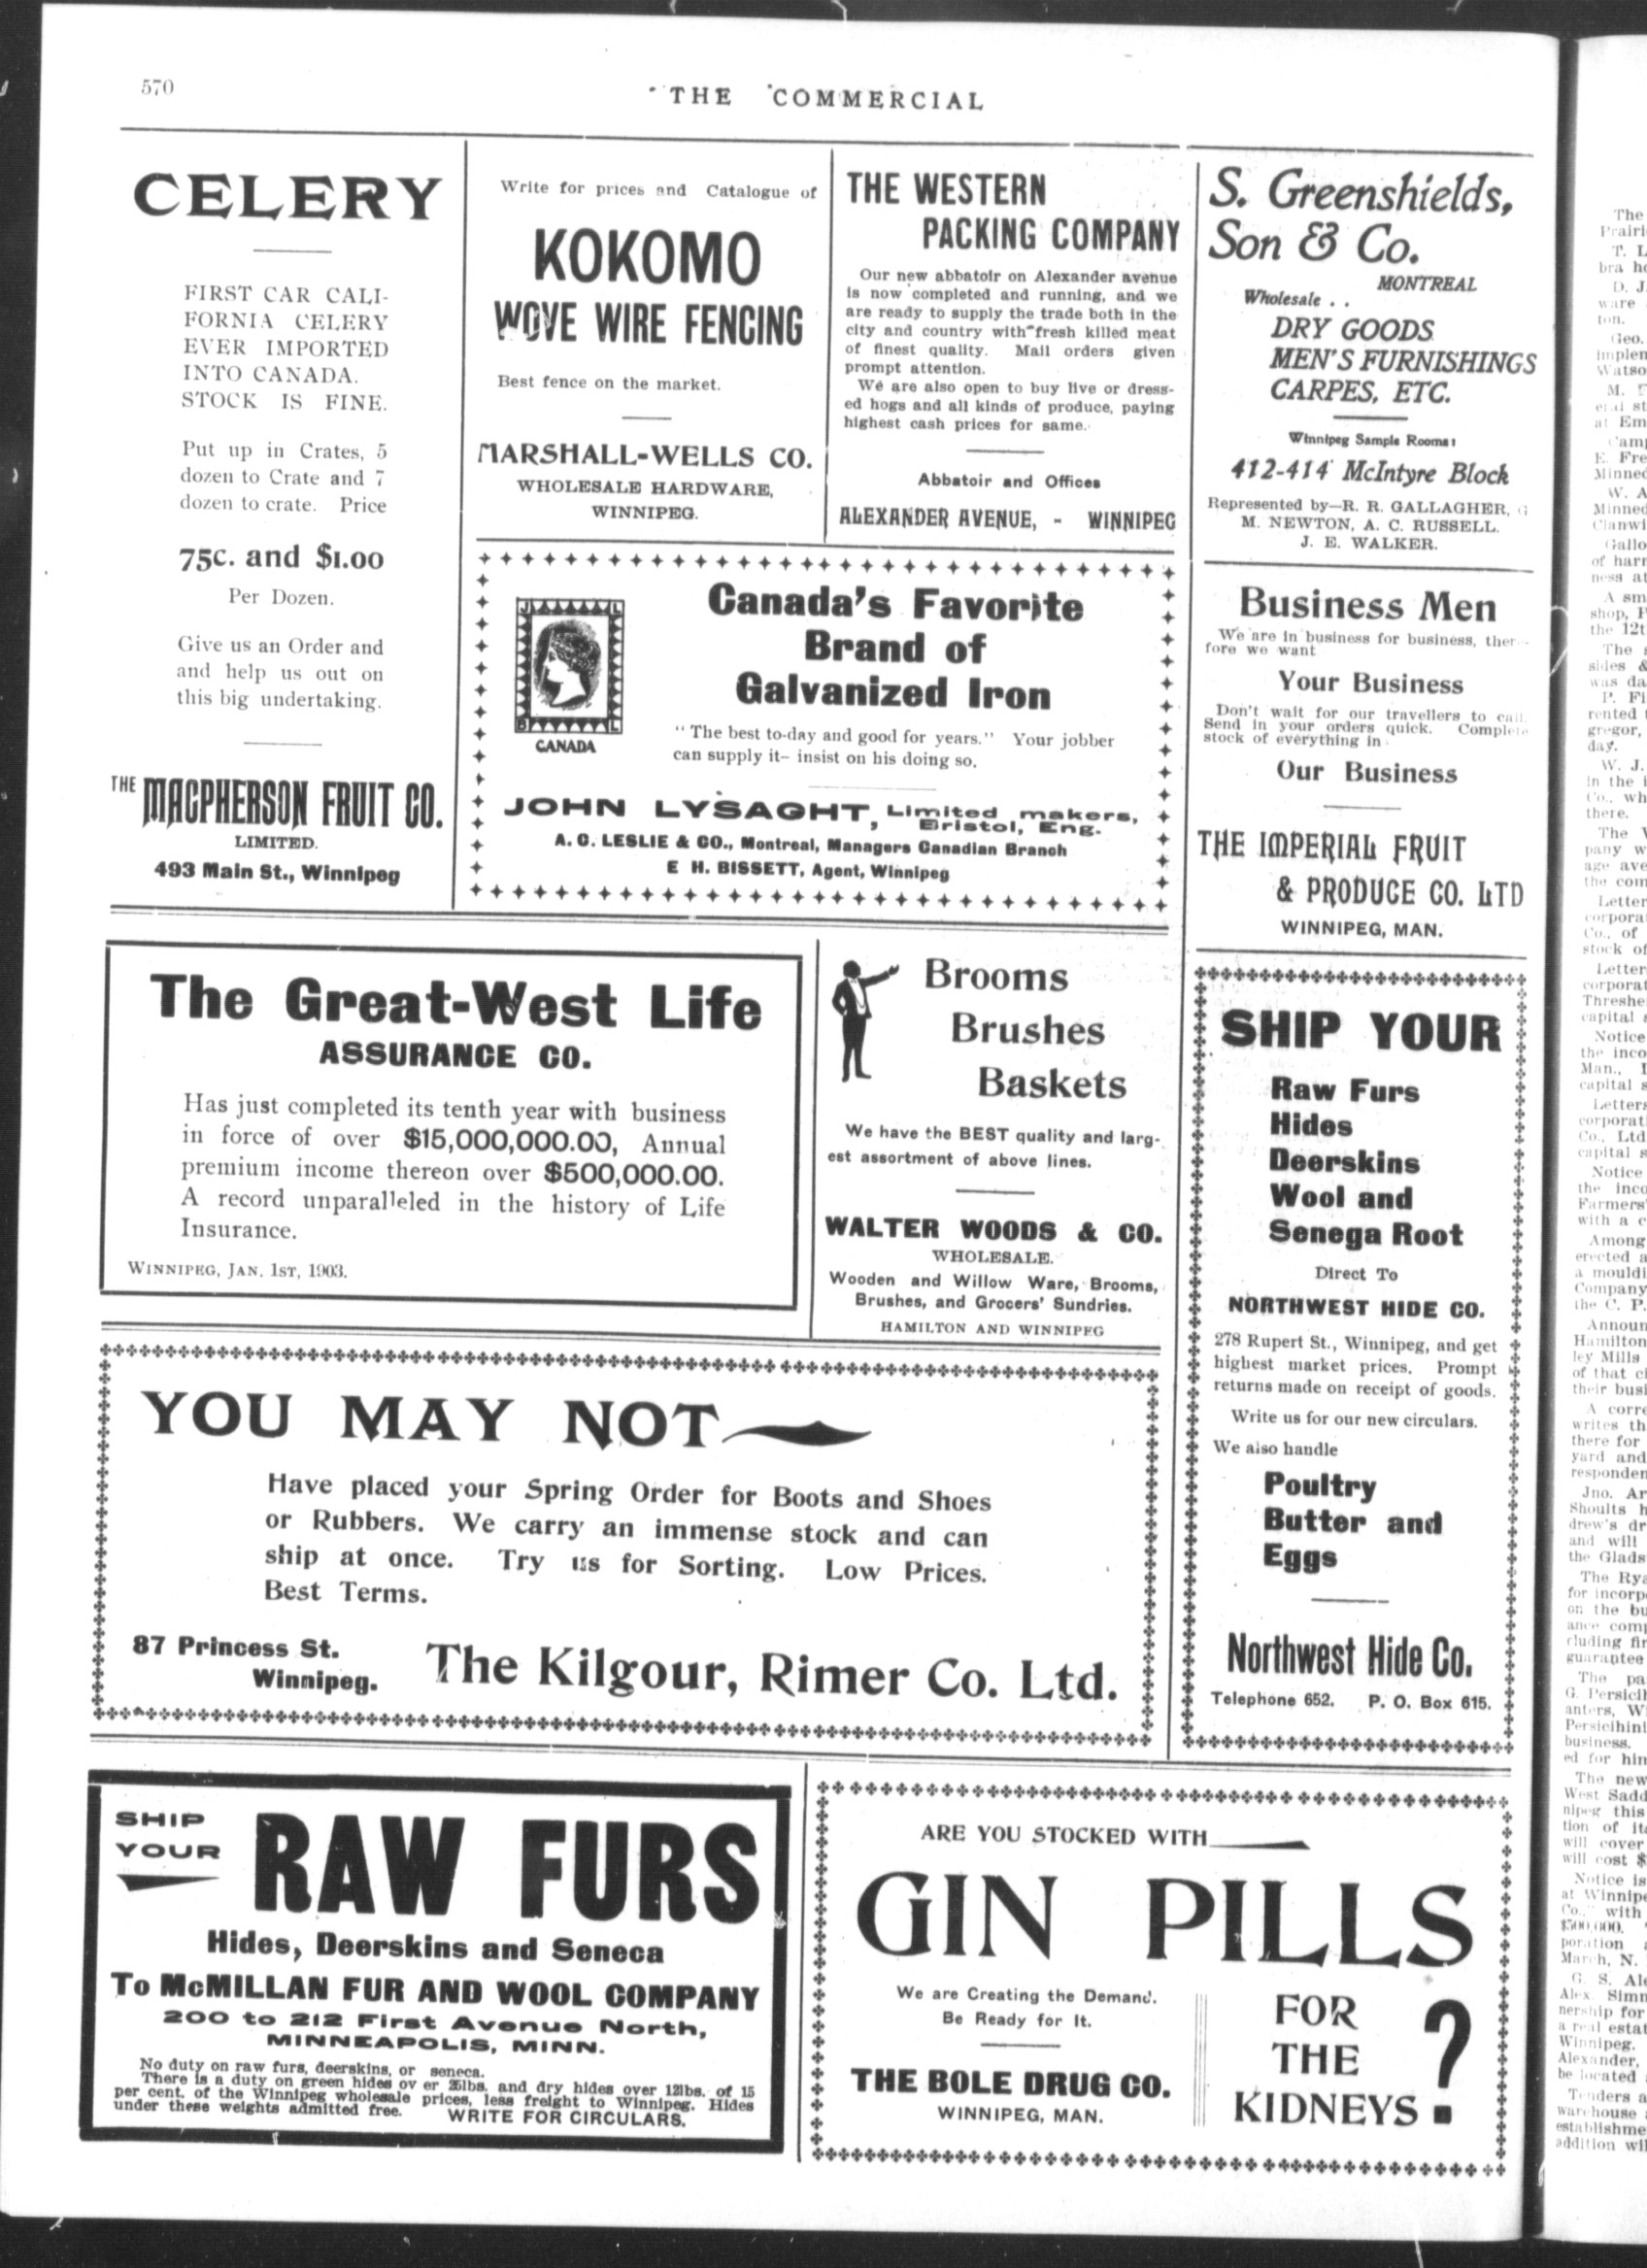 570
THE COMMERCIAL
CELERY
FIRST CAR CALI-
FORNIA CELERY
EVER IMPORTED
INTO CANADA.
STOCK IS FINE.
Put up in Crates, 5
dozen to Crate and 7
dozen to crate. Price
75c. and $1.00
Per Dozen.
Give us an Order and
and help us out on
this big undertaking.
THE MACPHERSON FRUIT CO.
LIMITED.
493 Main St., Winnipeg
Write for prices and Catalogue of
KOKOMO
WOVE WIRE FENCING
Best fence on the market.
MARSHALL-WELLS CO.
WHOLESALE HARDWARE,
WINNIPEG.
THE WESTERN
PACKING COMPANY
Our new abbatoir on Alexander avenue
is now completed and running, and we
are ready to supply the trade both in the
city and country with fresh killed meat
of finest quality. Mail orders given
prompt attention.
We are also open to buy live or dress-
ed hogs and all kinds of produce, paying
highest cash prices for same.
Abbatoir and Offices
ALEXANDER AVENUE, - WINNIPEG
S. Greenshields,
Son & Co.
MONTREAL
Wholesale . .
DRY GOODS
MEN'S FURNISHINGS
CARPES, ETC.
Winnipeg Sample Rooms:
412-414 McIntyre Block
Represented by—R. R. GALLAGHER, G
M. NEWTON, A. C. RUSSELL.
J. E. WALKER.
JL
BL
CANADA
Canada's Favorite
Brand of
Galvanized Iron
"The best to-day and good for years." Your jobber
can supply it- insist on his doing so.
JOHN LYSAGHT, Limited makers,
Bristol, Eng.
A. C. LESLIE & CO., Montreal, Managers Canadian Branch
E H. BISSETT, Agent, Winnipeg
Business Men
We are in business for business, there-
fore we want
Your Business
Don't wait for our travellers to call.
Send in your orders quick. Complete
stock of everything in
Our Business
THE IMPERIAL FRUIT
& PRODUCE CO. LTD
WINNIPEG, MAN.
The Great-West Life
ASSURANCE CO.
Has just completed its tenth year with business
in force of over $15,000,000.00, Annual
premium income thereon over $500,000.00.
A record unparalleled in the history of Life
Insurance.
WINNIPEG, JAN. 1ST, 1903.
Brooms
Brushes
Baskets
We have the BEST quality and larg-
est assortment of above lines.
WALTER WOODS & CO.
WHOLESALE.
Wooden and Willow Ware, Brooms,
Brushes, and Grocers' Sundries.
HAMILTON AND WINNIPEG
SHIP YOUR
Raw Furs
Hides
Deerskins
Wool and
Senega Root
Direct To
NORTHWEST HIDE CO.
278 Rupert St., Winnipeg, and get
highest market prices. Prompt
returns made on receipt of goods.
Write us for our new circulars.
We also handle
Poultry
Butter and
Eggs
Northwest Hide Co.
Telephone 652. P. O. Box 615.
YOU MAY NOT
Have placed your Spring Order for Boots and Shoes
or Rubbers. We carry an immense stock and can
ship at once. Try us for Sorting. Low Prices.
Best Terms.
87 Princess St.
Winnipeg.
The Kilgour, Rimer Co. Ltd.
SHIP
YOUR
RAW FURS
Hides, Deerskins and Seneca
To McMILLAN FUR AND WOOL COMPANY
200 to 212 First Avenue North,
MINNEAPOLIS, MINN.
No duty on raw furs, deerskins, or seneca.
There is a duty on green hides ov er 25lbs. and dry hides over 12lbs. of 15
per cent. of the Winnipeg wholesale prices, less freight to Winnipeg. Hides
under these weights admitted free. WRITE FOR CIRCULARS.
ARE YOU STOCKED WITH
GIN PILLS
We are Creating the Demand.
Be Ready for It.
THE BOLE DRUG CO.
WINNIPEG, MAN.
FOR
THE
KIDNEYS ?